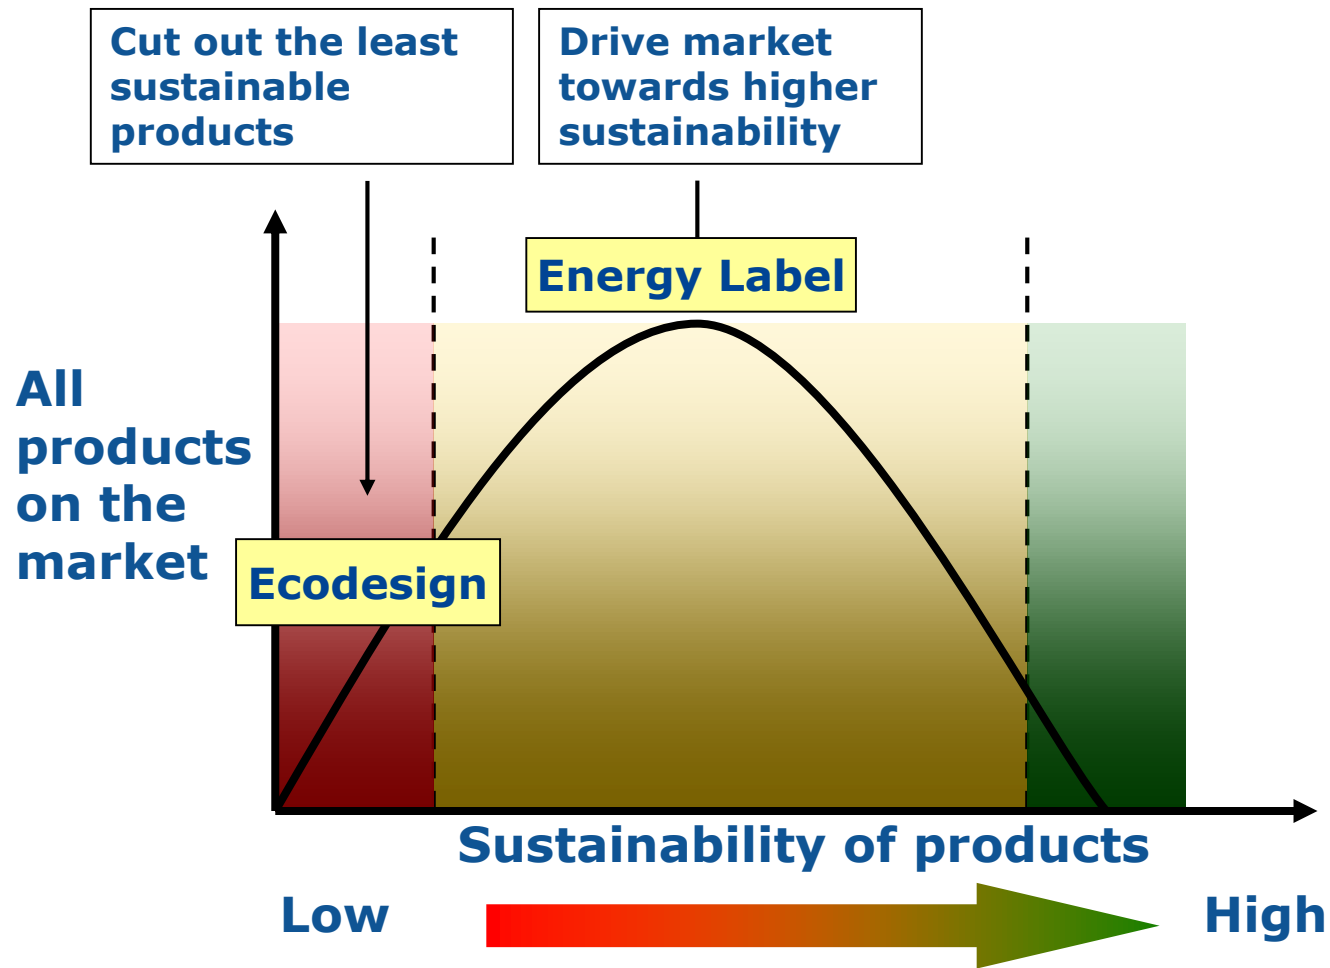 Cut out the least
sustainable
products
Drive market
towards higher
sustainability
Energy Label
All
products
on the
market
Ecodesign
Sustainability of products
Low
High